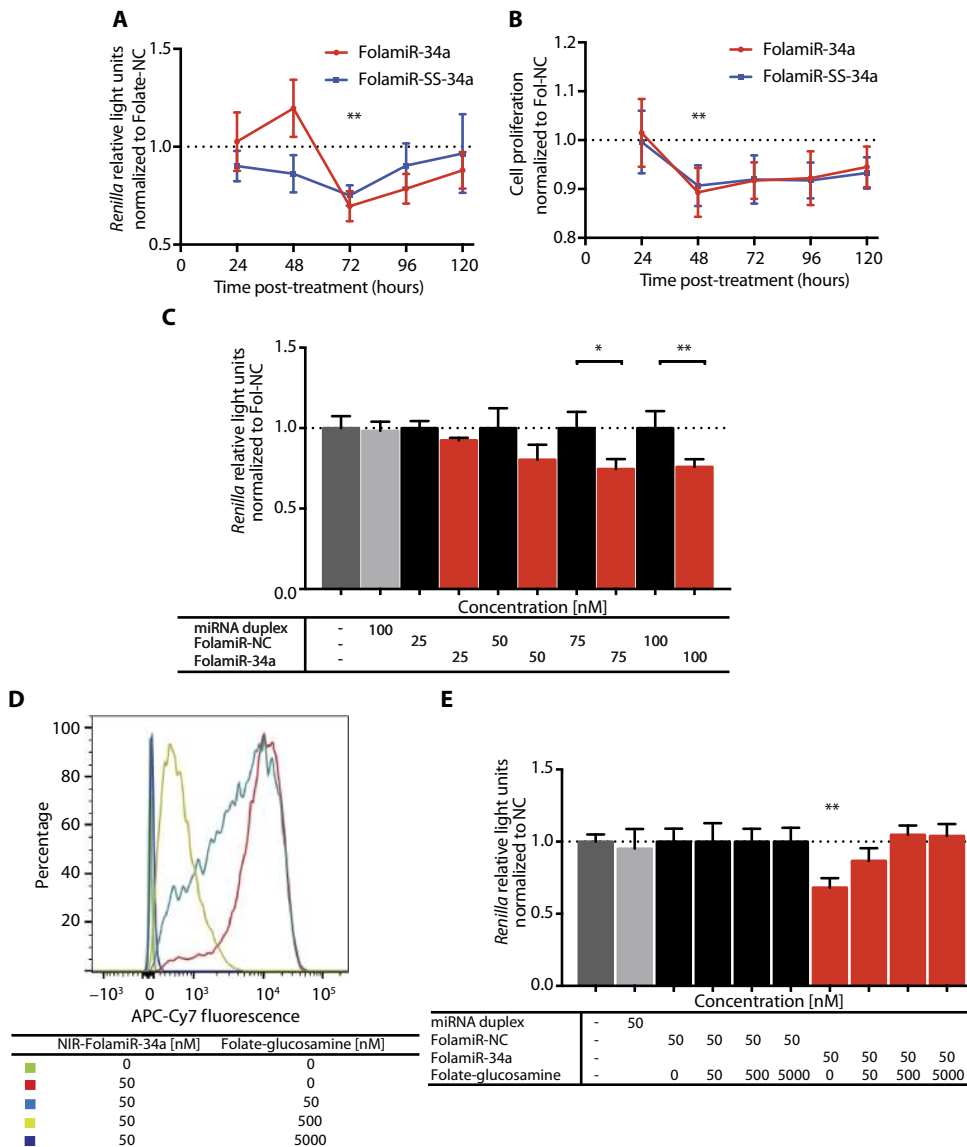 A
Renilla relative light units
normalized to Folate-NC
1.5
1.0
0.5
FolamiR-34a
FolamiR-SS-34a
**
0 24 48 72 96 120
Time post-treatment (hours)
B
Cell proliferation
normalized to Fol-NC
1.2
1.1
1.0
0.9
0.8
FolamiR-34a
FolamiR-SS-34a
**
0 24 48 72 96 120
Time post-treatment (hours)
C
Renilla relative light units
normalized to Fol-NC
1.5
1.0
0.5
0.0
* **
Concentration [nM]
miRNA duplex - 100
FolamiR-NC - 25 50 75 100
FolamiR-34a - 25 50 75 100
D
Percentage
100
80
60
40
20
−10³ 0 10³ 10⁴ 10⁵
APC-Cy7 fluorescence
NIR-FolamiR-34a [nM] Folate-glucosamine [nM]
0 0
50 0
50 50
50 500
50 5000
E
Renilla relative light units
normalized to NC
1.5
1.0
0.5
0.0
**
Concentration [nM]
miRNA duplex - 50
FolamiR-NC - 50 50 50 50
FolamiR-34a - 50 50 50 50
Folate-glucosamine - 0 50 500 5000 0 50 500 5000